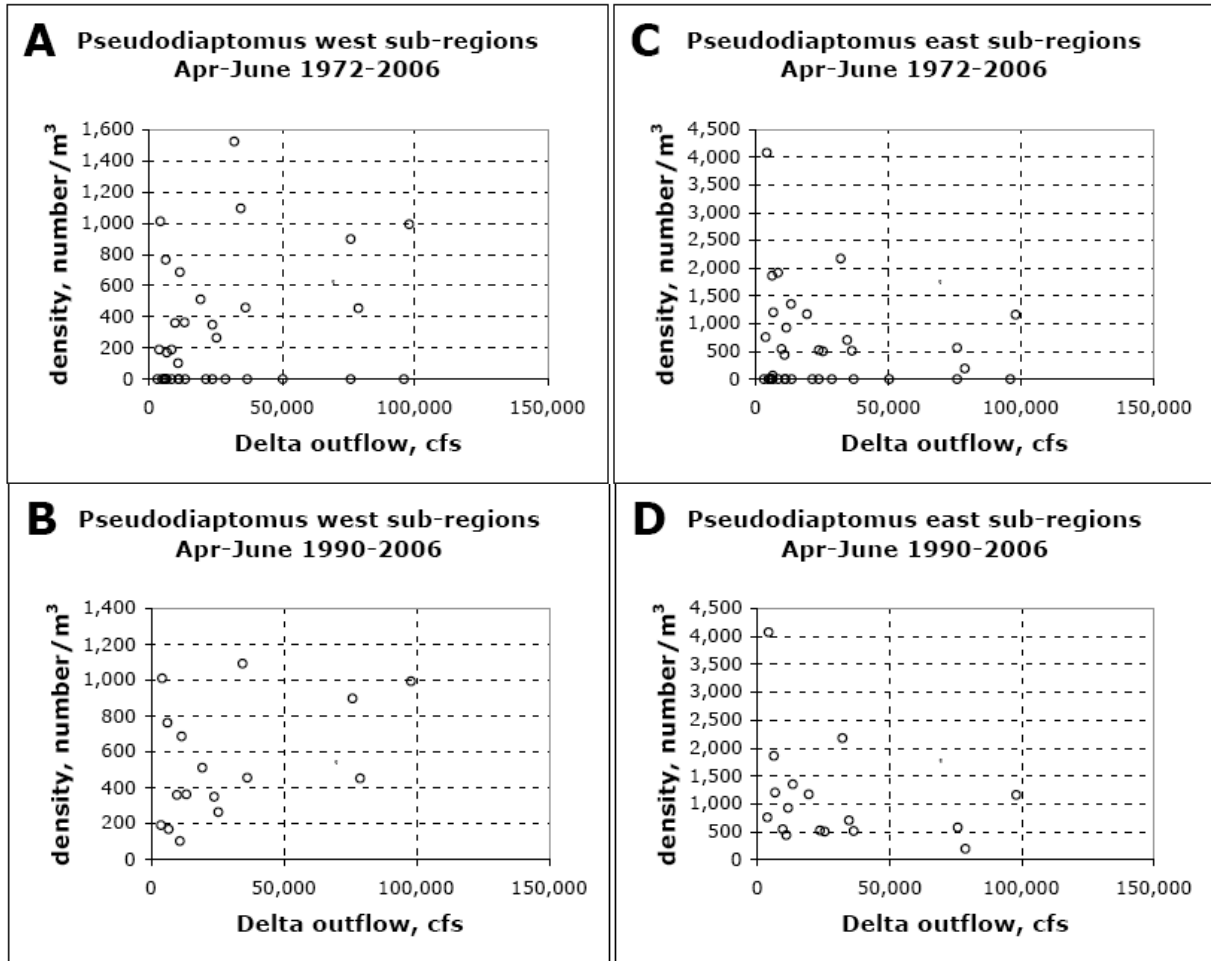 A
Pseudodiaptomus west sub-regions
Apr-June 1972-2006
density, number/m³
1,600
1,400
1,200
1,000
800
600
400
200
0
0 50,000 100,000 150,000
Delta outflow, cfs
C
Pseudodiaptomus east sub-regions
Apr-June 1972-2006
density, number/m³
4,500
4,000
3,500
3,000
2,500
2,000
1,500
1,000
500
0
0 50,000 100,000 150,000
Delta outflow, cfs
B
Pseudodiaptomus west sub-regions
Apr-June 1990-2006
density, number/m³
1,400
1,200
1,000
800
600
400
200
0
0 50,000 100,000 150,000
Delta outflow, cfs
D
Pseudodiaptomus east sub-regions
Apr-June 1990-2006
density, number/m³
4,500
4,000
3,500
3,000
2,500
2,000
1,500
1,000
500
0
0 50,000 100,000 150,000
Delta outflow, cfs